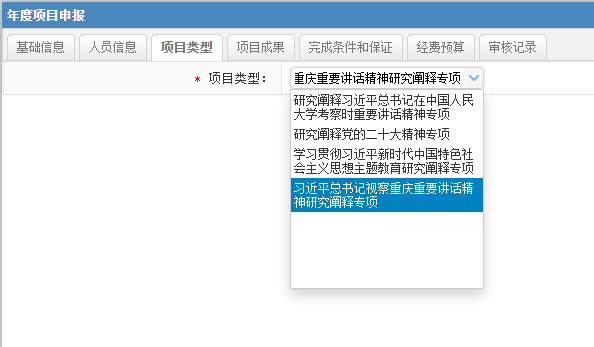 年度项目申报
基础信息 人员信息 项目类型 项目成果 完成条件和保证 经费预算 审核记录
* 项目类型： 重庆重要讲话精神研究阐释专项
研究阐释习近平总书记在中国人民
大学考察时重要讲话精神专项
研究阐释党的二十大精神专项
学习贯彻习近平新时代中国特色社
会主义思想主题教育研究阐释专项
习近平总书记视察重庆重要讲话精
神研究阐释专项